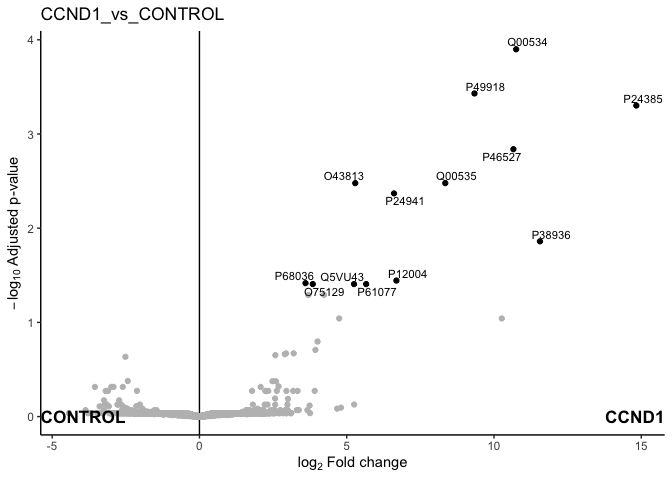 CCND1_vs_CONTROL
4
3
2
1
0
−log10 Adjusted p-value
Q00534
P49918
P24385
P46527
O43813
Q00535
P24941
P38936
P68036
Q5VU43
P12004
O75129
P61077
CONTROL
CCND1
-5
0
5
10
15
log2 Fold change